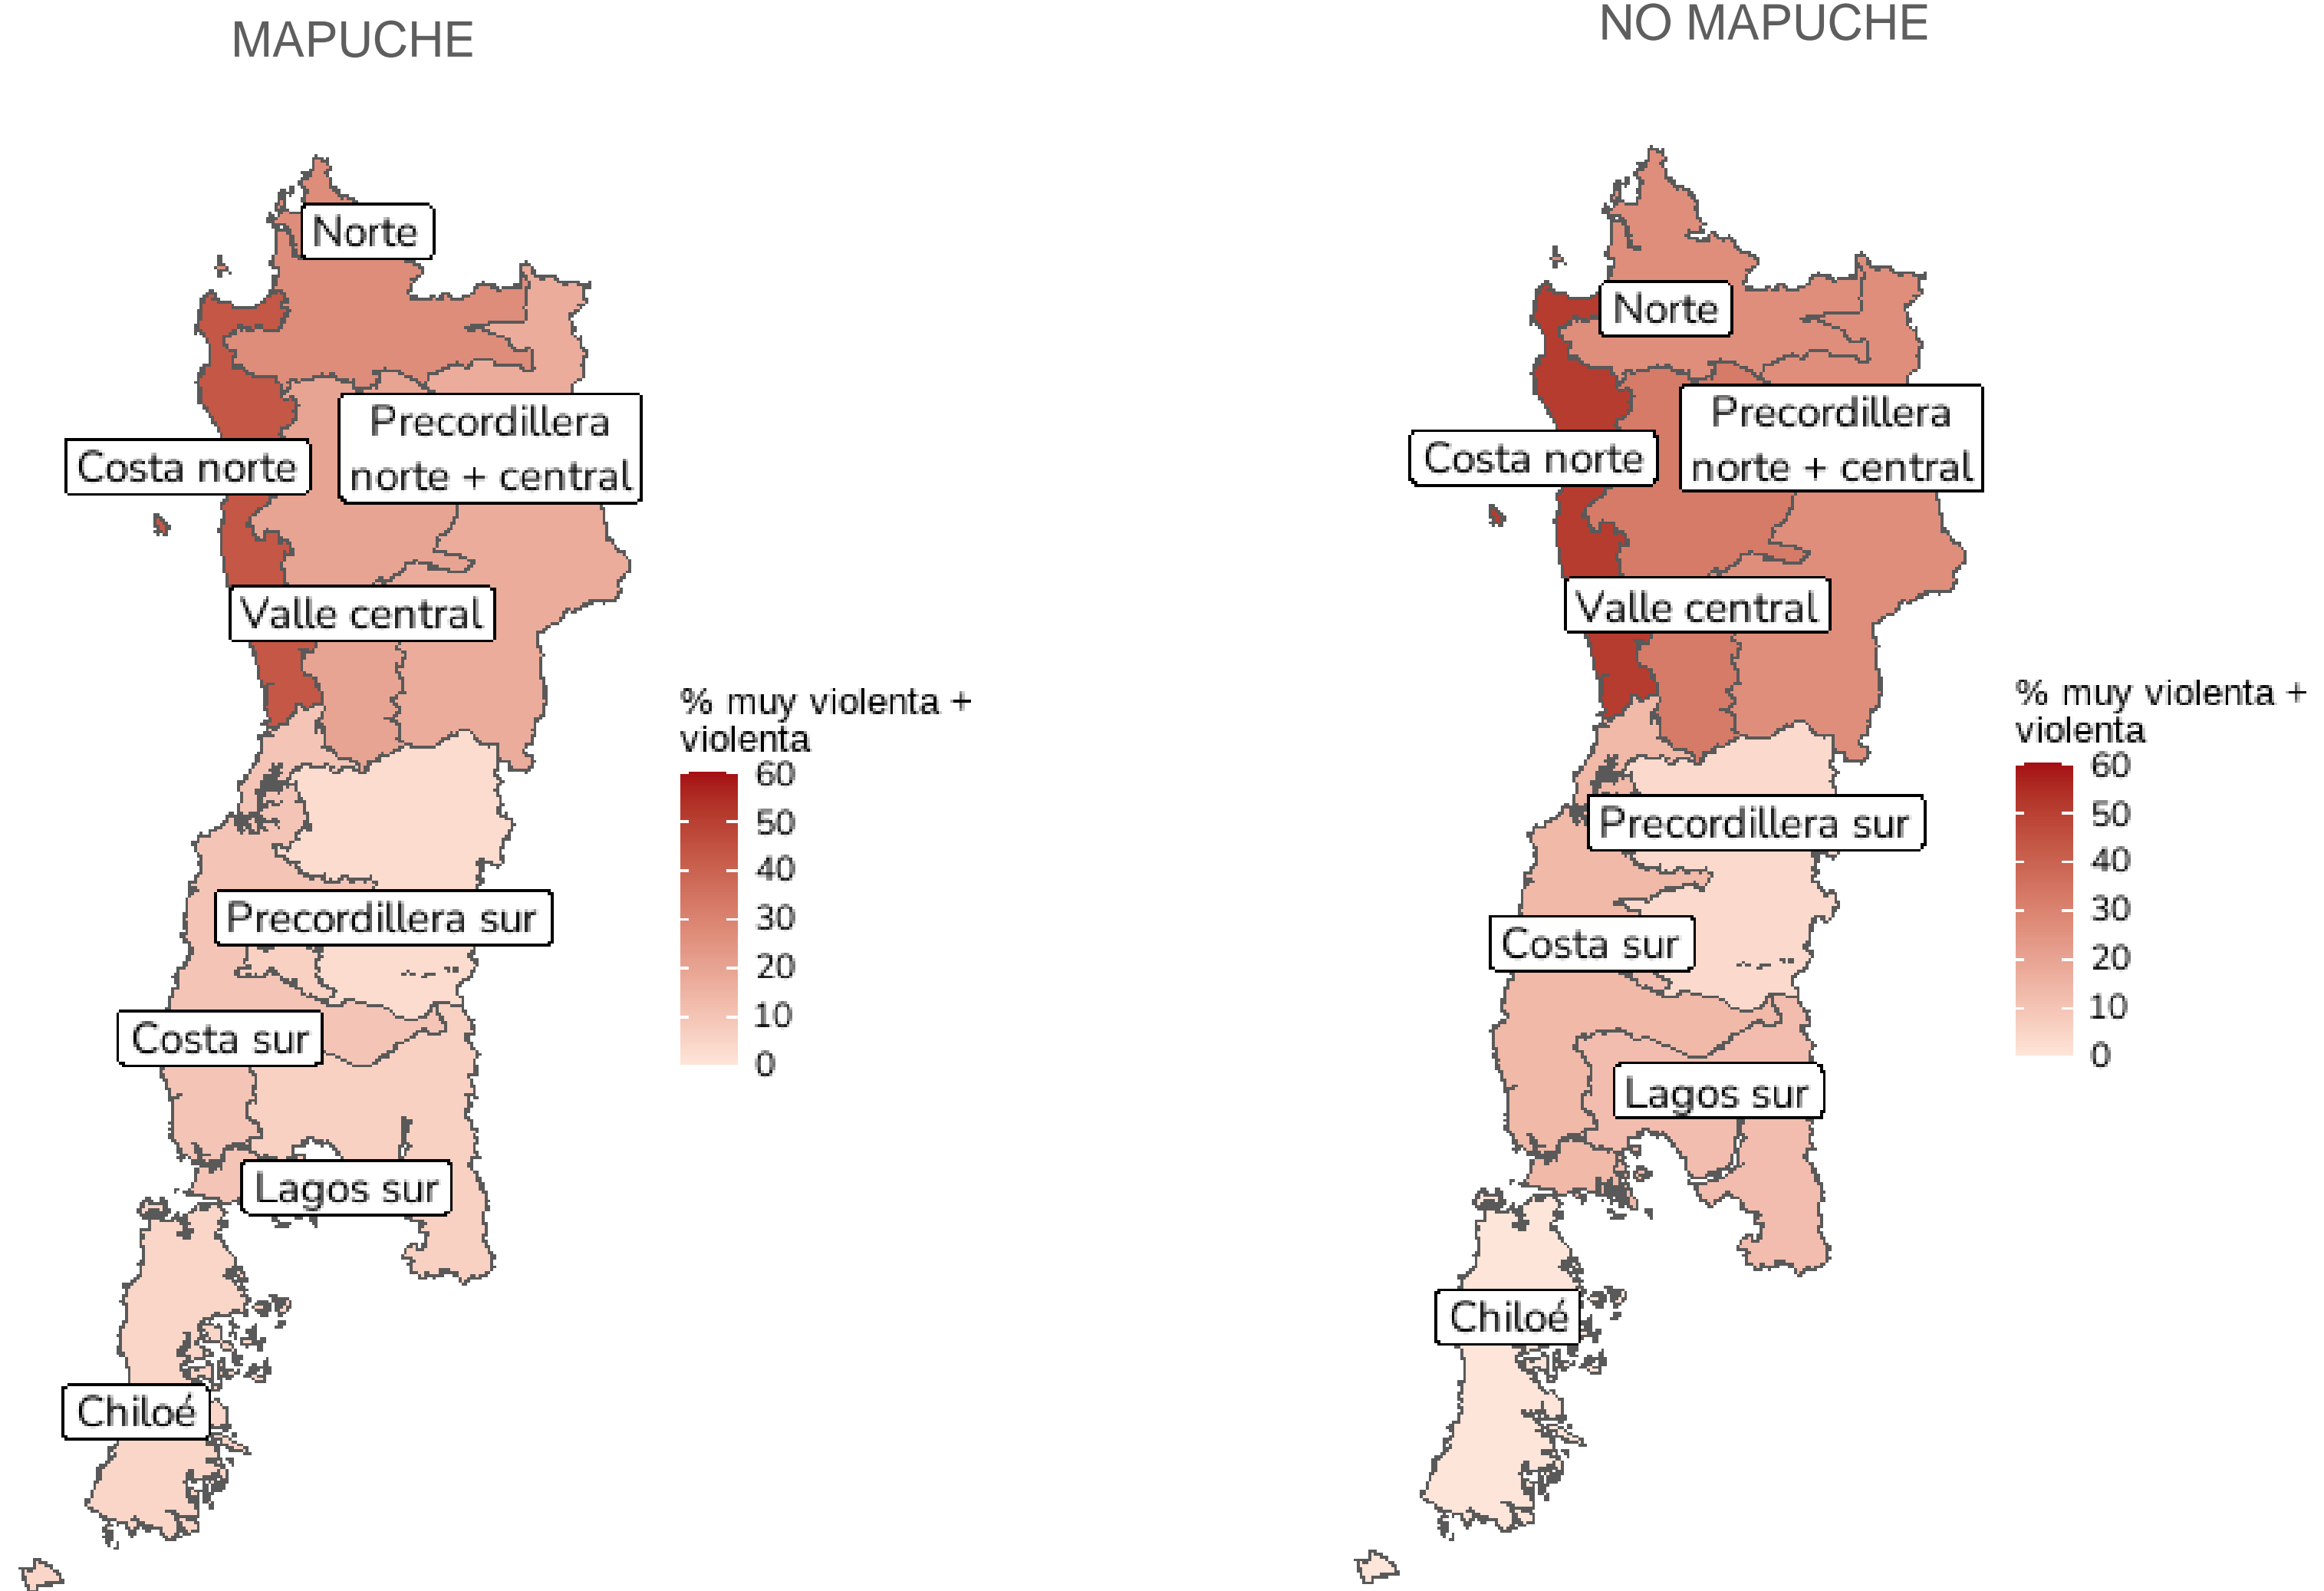 MAPUCHE
Norte
Precordillera
norte + central
Costa norte
Valle central
% muy violenta +
violenta
60
50
40
30
20
10
0
Precordillera sur
Costa sur
Lagos sur
Chiloé
NO MAPUCHE
Norte
Precordillera
norte + central
Costa norte
Valle central
% muy violenta +
violenta
60
50
40
30
20
10
0
Precordillera sur
Costa sur
Lagos sur
Chiloé